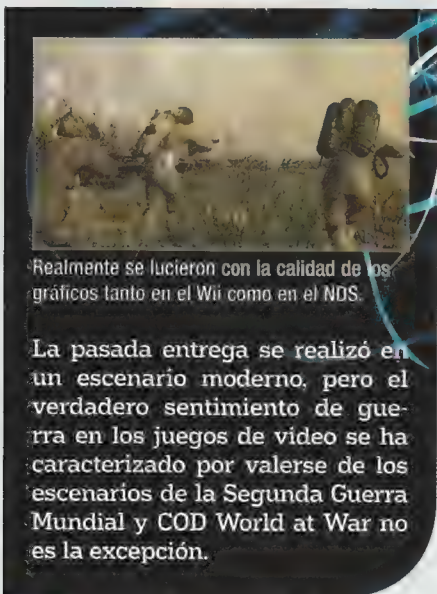 Realmente se lucieron con la calidad de los
gráficos tanto en el Wii como en el NDS.
La pasada entrega se realizó en
un escenario moderno, pero el
verdadero sentimiento de gue-
rra en los juegos de video se ha
caracterizado por valerse de los
escenarios de la Segunda Guerra
Mundial y COD World at War no
es la excepción.